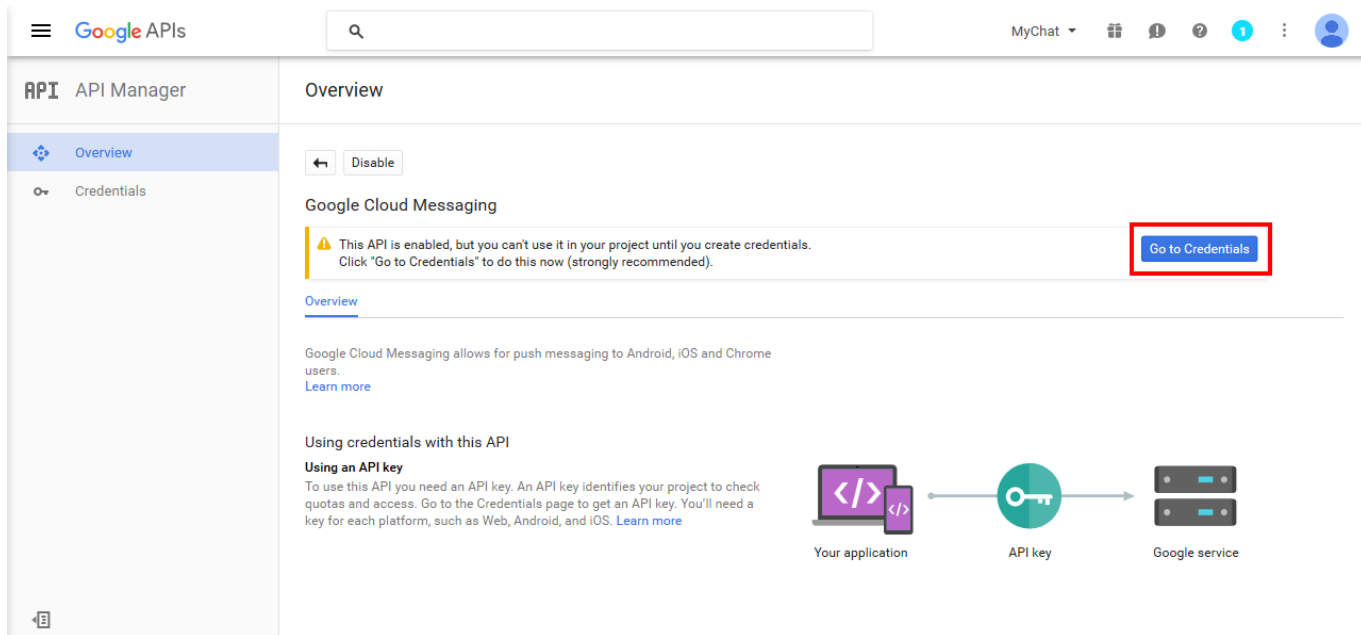 Google APIs
MyChat
1
API API Manager
Overview
Overview
Credentials
Disable
Google Cloud Messaging
This API is enabled, but you can't use it in your project until you create credentials.
Click "Go to Credentials" to do this now (strongly recommended).
Go to Credentials
Overview
Google Cloud Messaging allows for push messaging to Android, iOS and Chrome
users.
Learn more
Using credentials with this API
Using an API key
To use this API you need an API key. An API key identifies your project to check
quotas and access. Go to the Credentials page to get an API key. You'll need a
key for each platform, such as Web, Android, and iOS. Learn more
</>
</>
Your application
API key
Google service